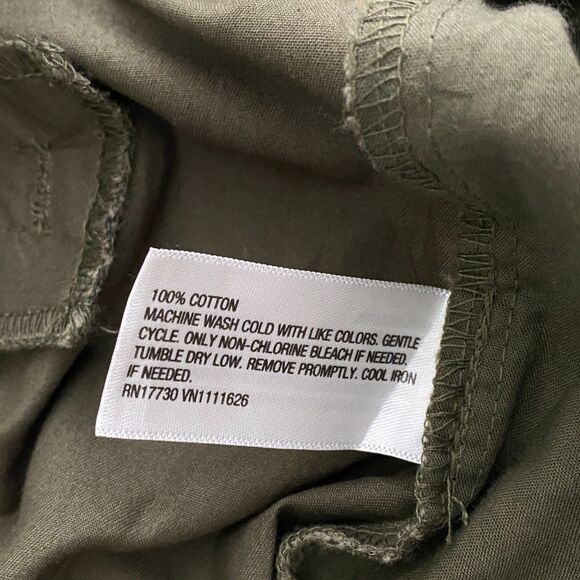 100% COTTON
MACHINE WASH COLD WITH LIKE COLORS. GENTLE
CYCLE. ONLY NON-CHLORINE BLEACH IF NEEDED.
TUMBLE DRY LOW. REMOVE PROMPTLY. COOL IRON
IF NEEDED.
RN17730 VN1111626